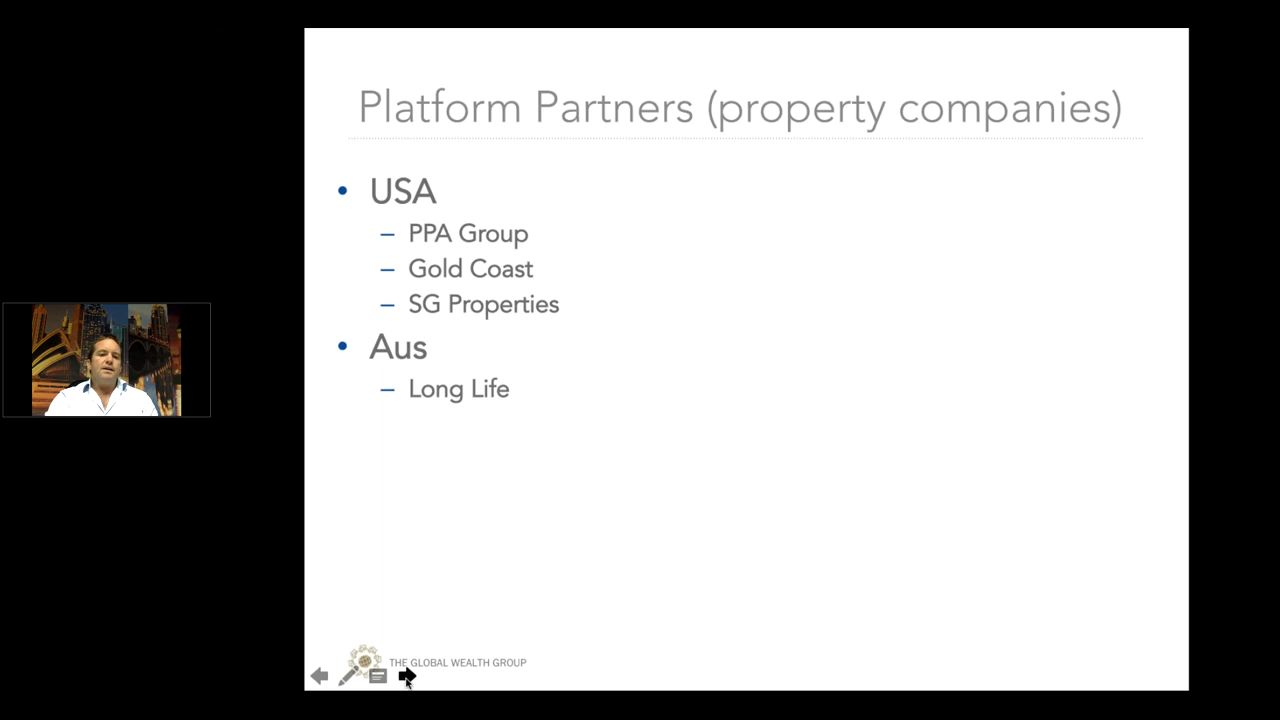 Platform Partners (property companies)
• USA
– PPA Group
– Gold Coast
– SG Properties
• Aus
– Long Life
THE GLOBAL WEALTH GROUP